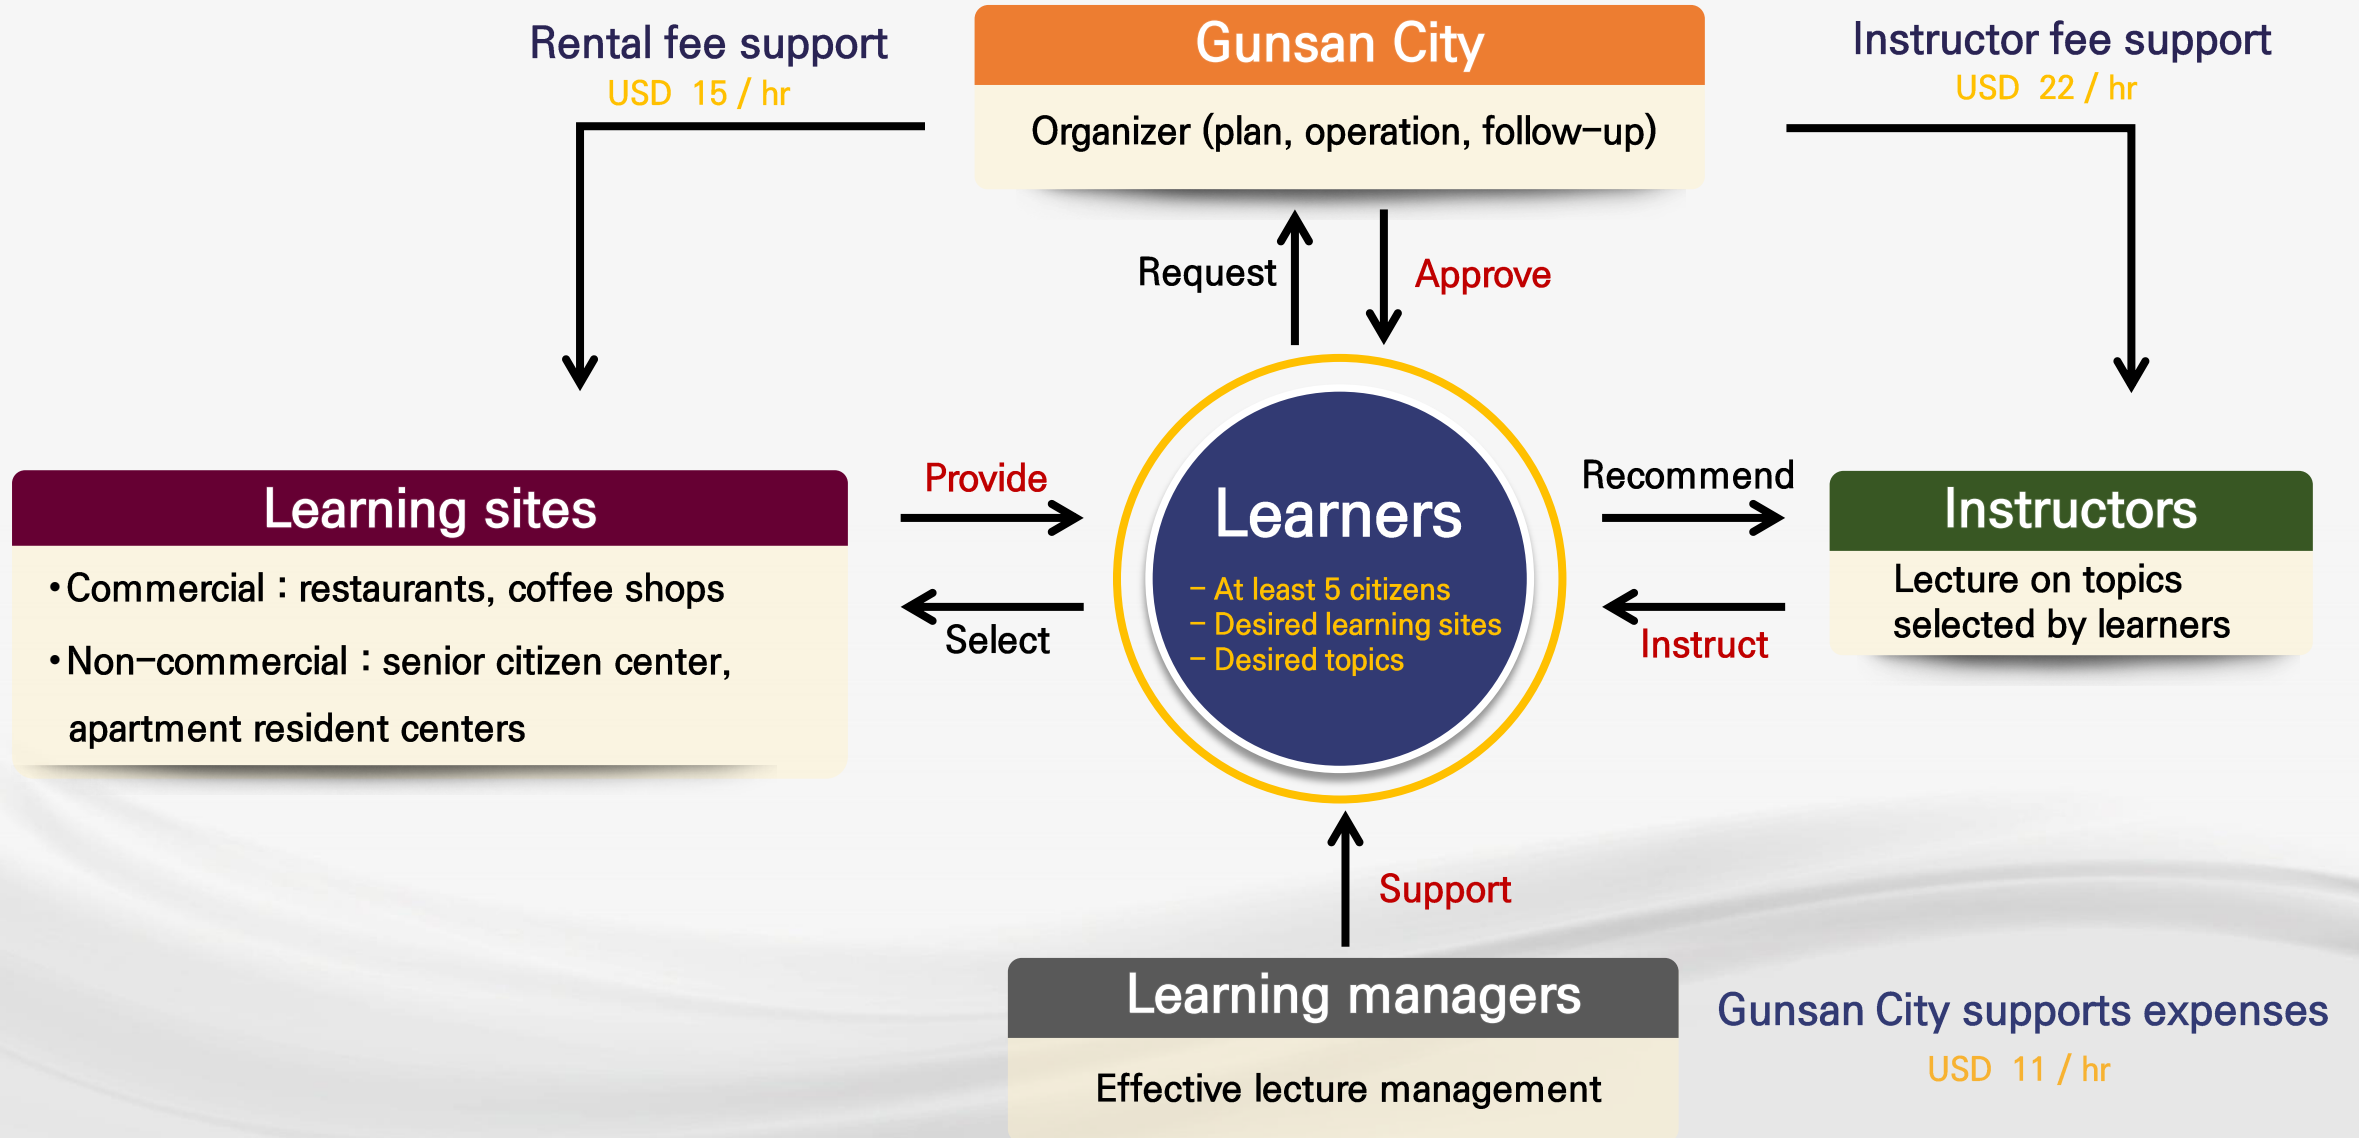 Rental fee support
USD 15 / hr
Gunsan City
Organizer (plan, operation, follow-up)
Instructor fee support
USD 22 / hr
Request
Approve
Learning sites
•Commercial : restaurants, coffee shops
•Non-commercial : senior citizen center,
apartment resident centers
Provide
Select
Learners
- At least 5 citizens
- Desired learning sites
- Desired topics
Recommend
Instruct
Instructors
Lecture on topics
selected by learners
Support
Learning managers
Effective lecture management
Gunsan City supports expenses
USD 11 / hr